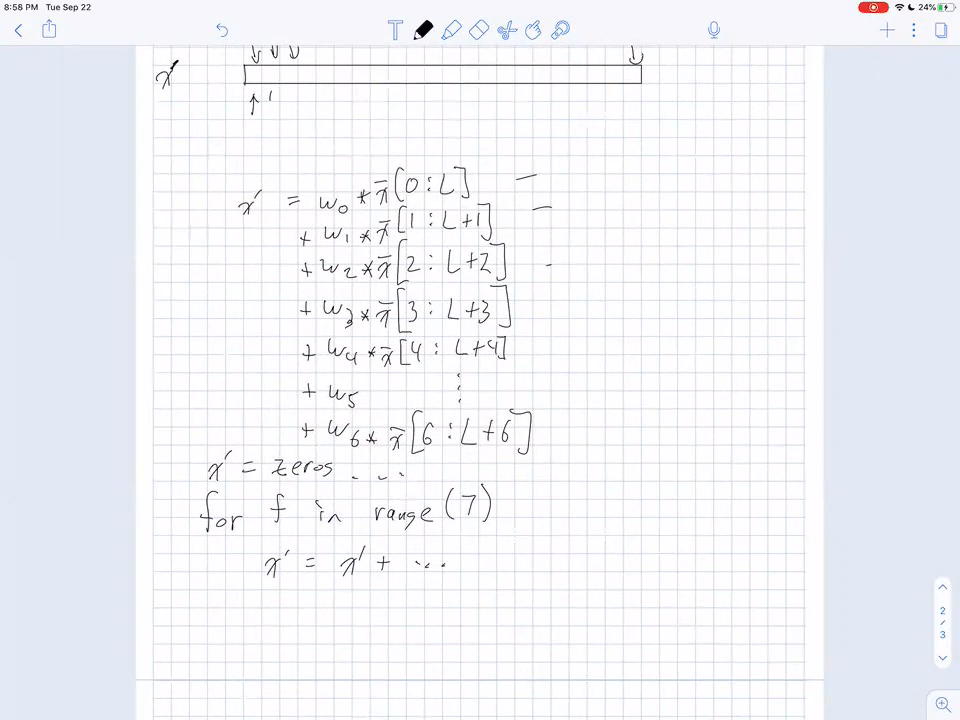 8:58 PM Tue Sep 22
24%
T
x'
x' = w₀ * x̄[0 : L]
+ w₁ * x̄[1 : L+1]
+ w₂ * x̄[2 : L+2]
+ w₃ * x̄[3 : L+3]
+ w₄ * x̄[4 : L+4]
+ w₅ ⋮
+ w₆ * x̄[6 : L+6]
x' = zeros ...
for f in range (7)
x' = x' + ...
2
/
3